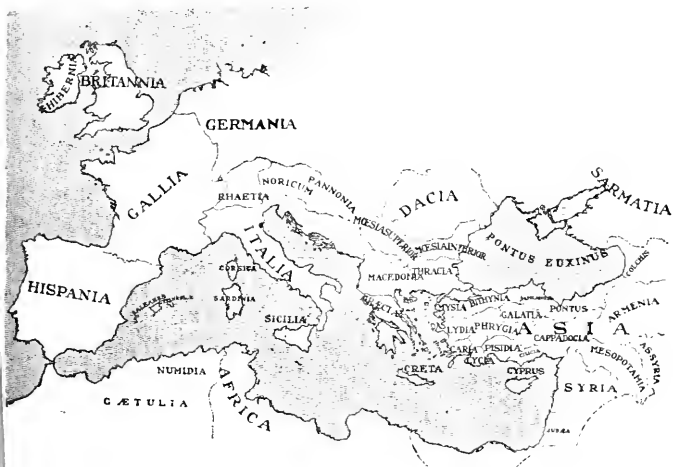 HIBERNIA
BRITANNIA
GERMANIA
GALLIA
NORICUM
PANNONIA
RHAETIA
DACIA
SARMATIA
MŒSIA SUPERIOR
MŒSIA INFERIOR
PONTUS EUXINUS
COLCHIS
ITALIA
CORSICA
HISPANIA
SARDINIA
SICILIA
MACEDONIA
THRACIA
MYSIA
BITHYNIA
PONTUS
ARMENIA
GALATIA
ASIA
LYDIA
PHRYGIA
CAPPADOCIA
ASSYRIA
CARIA
PISIDIA
MESOPOTAMIA
LYCIA
CRETA
CYPRUS
SYRIA
NUMIDIA
AFRICA
GÆTULIA
JUDÆA